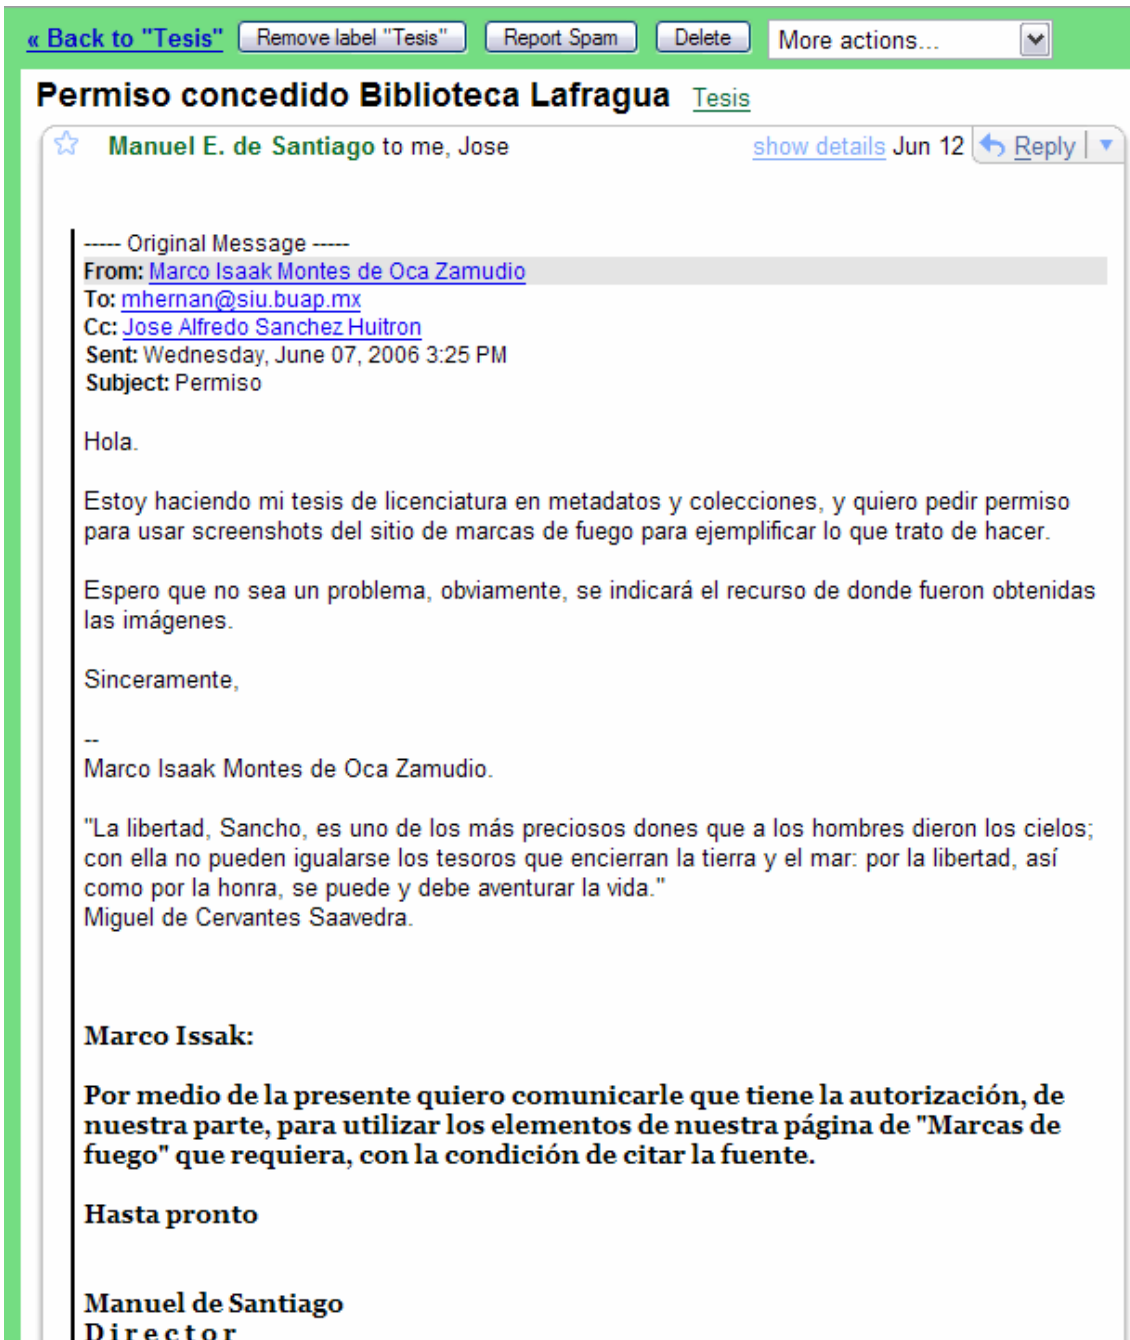 « Back to "Tesis" Remove label "Tesis" Report Spam Delete More actions...
Permiso concedido Biblioteca Lafragua Tesis
Manuel E. de Santiago to me, Jose show details Jun 12 Reply
----- Original Message -----
From: Marco Isaak Montes de Oca Zamudio
To: mhernan@siu.buap.mx
Cc: Jose Alfredo Sanchez Huitron
Sent: Wednesday, June 07, 2006 3:25 PM
Subject: Permiso
Hola.
Estoy haciendo mi tesis de licenciatura en metadatos y colecciones, y quiero pedir permiso
para usar screenshots del sitio de marcas de fuego para ejemplificar lo que trato de hacer.
Espero que no sea un problema, obviamente, se indicará el recurso de donde fueron obtenidas
las imágenes.
Sinceramente,
--
Marco Isaak Montes de Oca Zamudio.
"La libertad, Sancho, es uno de los más preciosos dones que a los hombres dieron los cielos;
con ella no pueden igualarse los tesoros que encierran la tierra y el mar: por la libertad, así
como por la honra, se puede y debe aventurar la vida."
Miguel de Cervantes Saavedra.
Marco Issak:
Por medio de la presente quiero comunicarle que tiene la autorización, de
nuestra parte, para utilizar los elementos de nuestra página de "Marcas de
fuego" que requiera, con la condición de citar la fuente.
Hasta pronto
Manuel de Santiago
D i r e c t o r